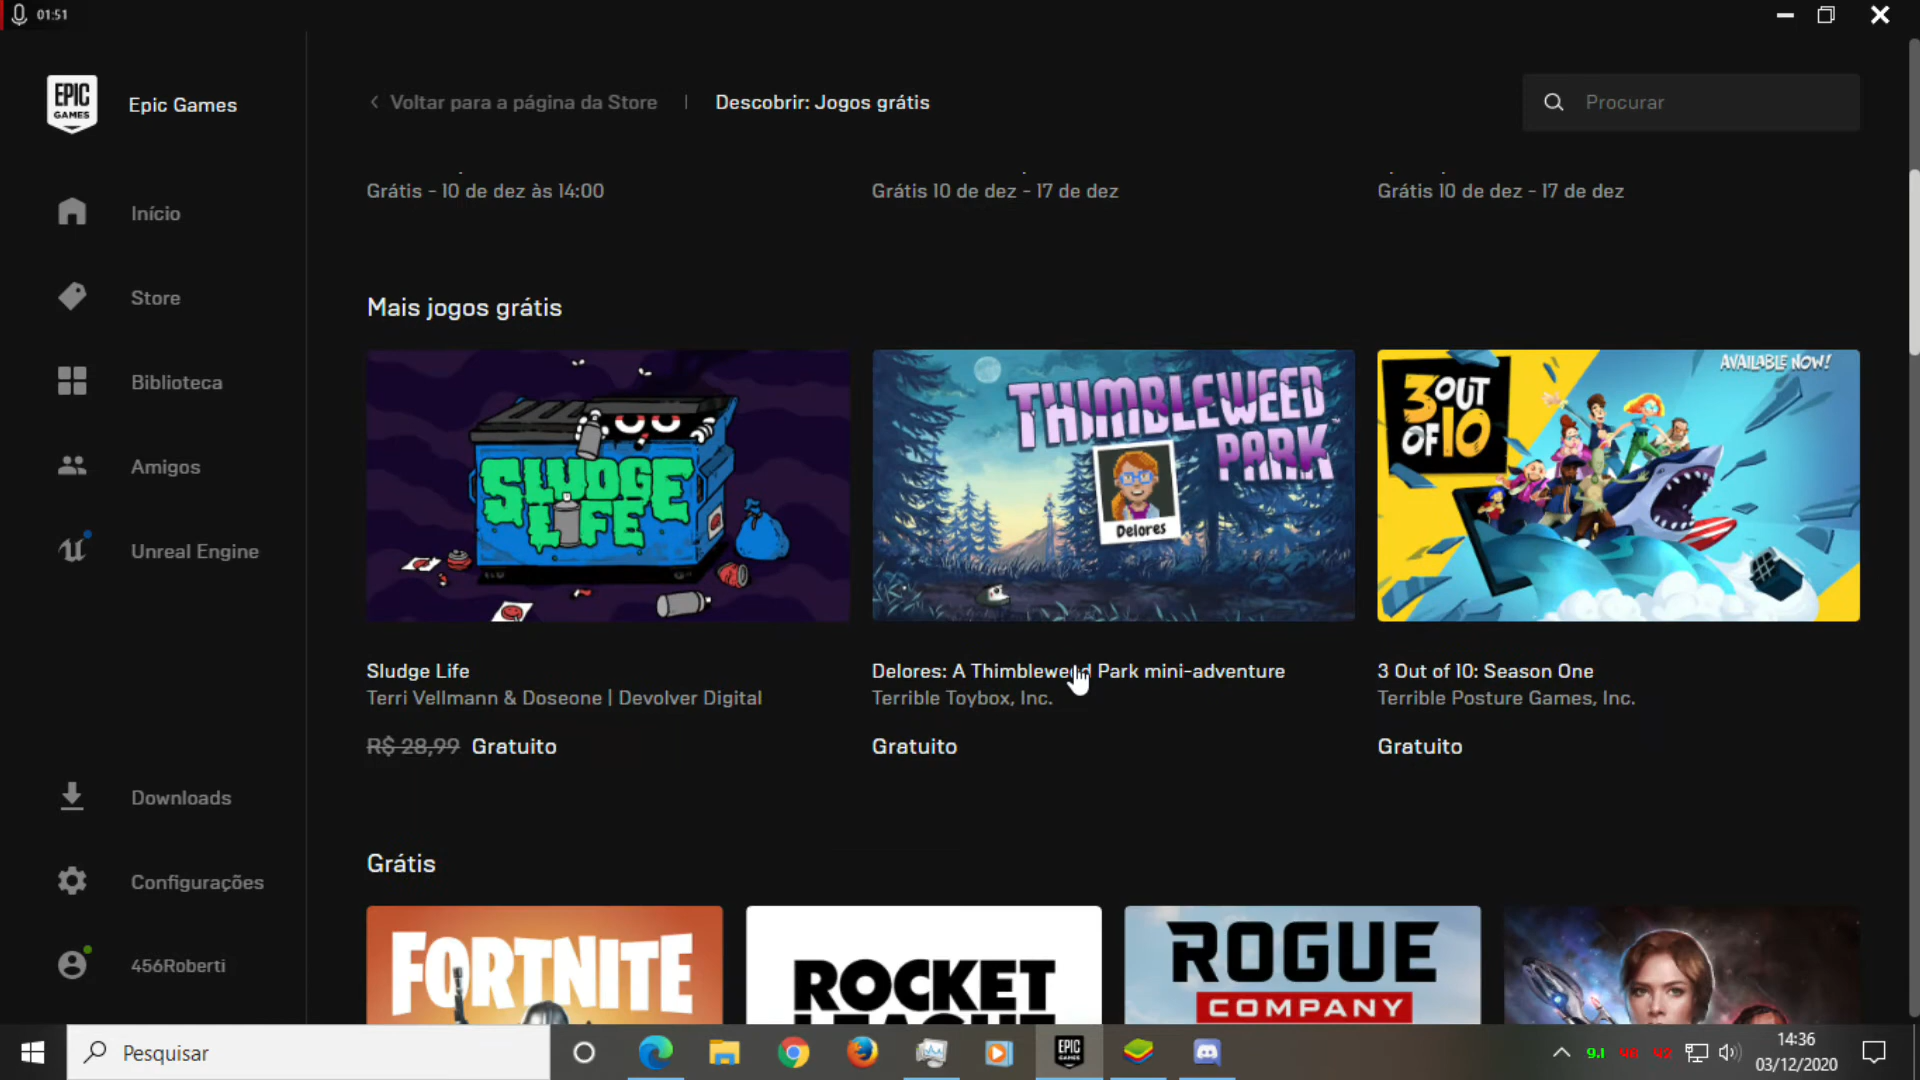 01:51
EPIC
GAMES
Epic Games
Voltar para a página da Store
Descobrir: Jogos grátis
Procurar
Início
Store
Biblioteca
Amigos
Unreal Engine
Downloads
Configurações
456Roberti
Grátis - 10 de dez às 14:00
Grátis 10 de dez - 17 de dez
Grátis 10 de dez - 17 de dez
Mais jogos grátis
SLUDGE
LIFE
THIMBLEWEED
PARK
Delores
AVAILABLE NOW!
3 OUT
OF 10
Sludge Life
Terri Vellmann & Doseone | Devolver Digital
R$ 28,99 Gratuito
Delores: A Thimbleweed Park mini-adventure
Terrible Toybox, Inc.
Gratuito
3 Out of 10: Season One
Terrible Posture Games, Inc.
Gratuito
Grátis
FORTNITE
ROCKET
LEAGUE
ROGUE
COMPANY
Pesquisar
EPIC
GAMES
9.1
14:36
03/12/2020